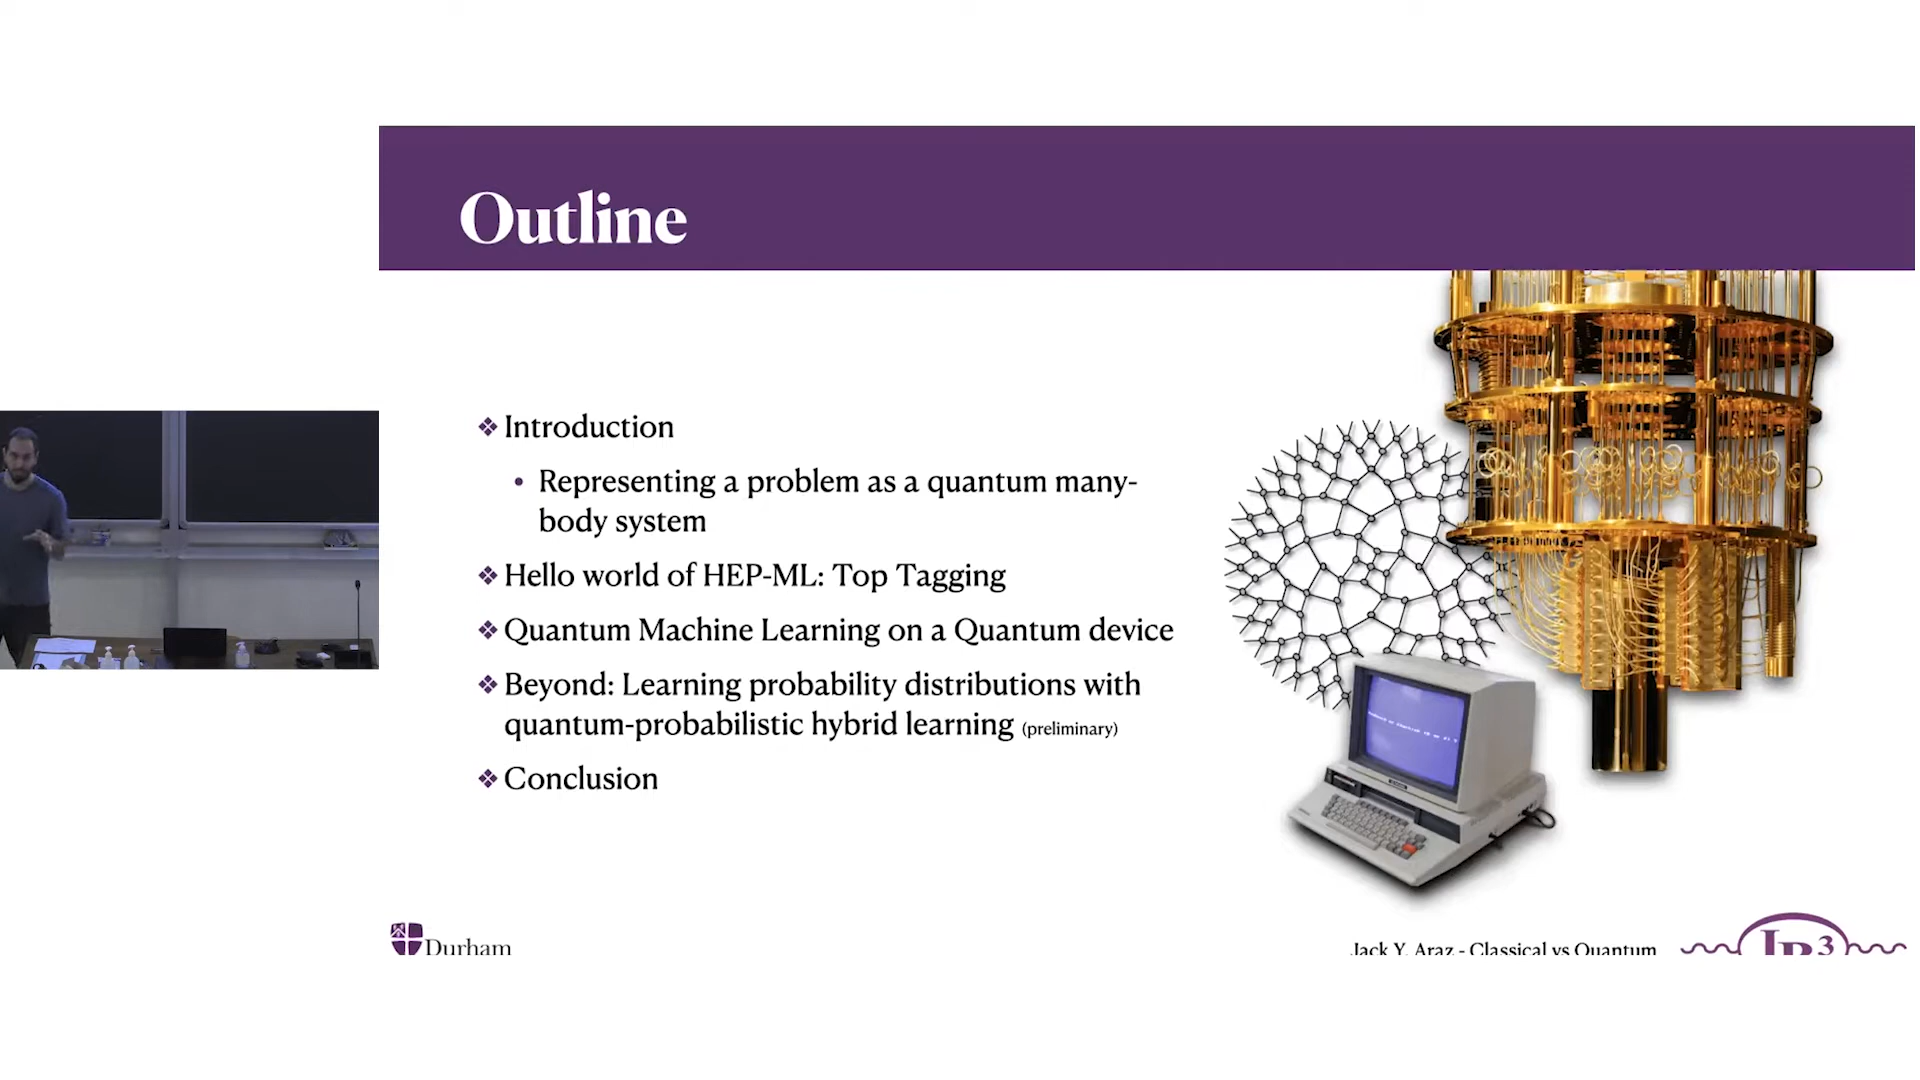 Outline
❖ Introduction
• Representing a problem as a quantum many-
body system
❖ Hello world of HEP-ML: Top Tagging
❖ Quantum Machine Learning on a Quantum device
❖ Beyond: Learning probability distributions with
quantum-probabilistic hybrid learning (preliminary)
❖ Conclusion
Durham
Jack Y. Araz - Classical vs Quantum
IP3